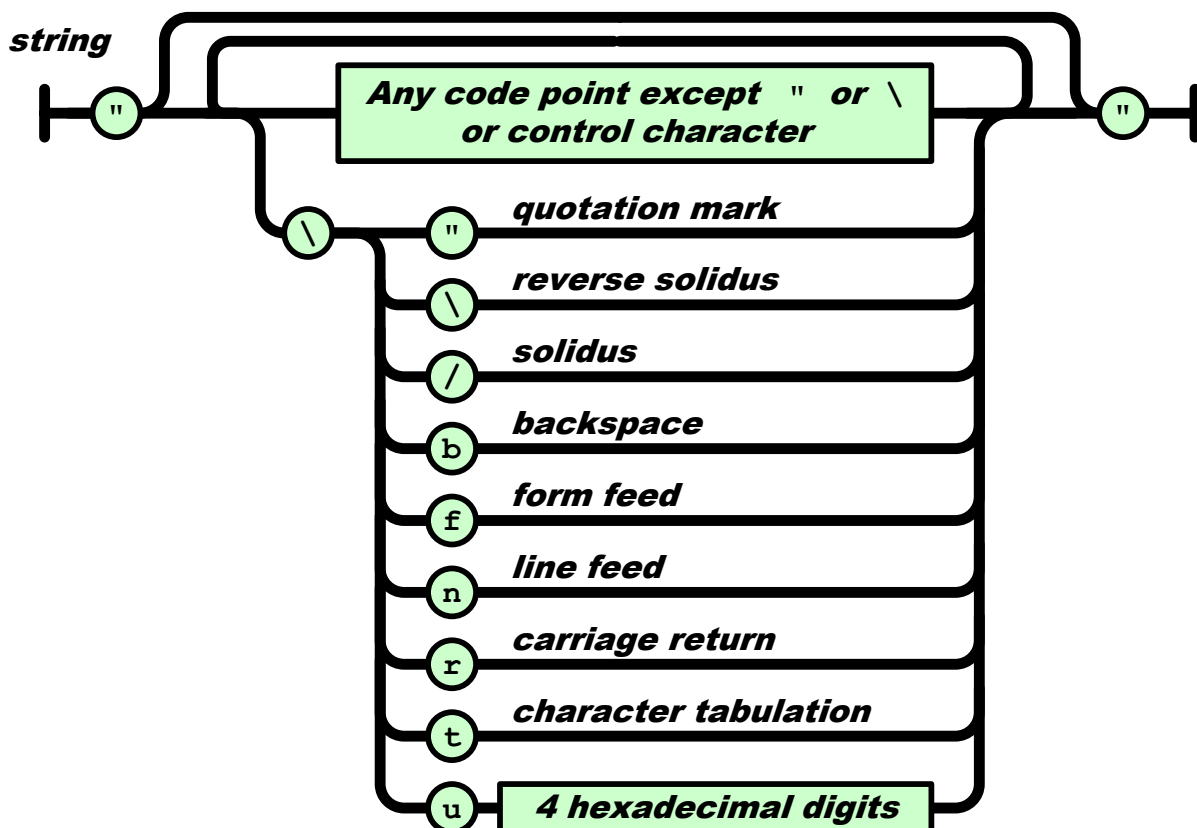 string
" Any code point except " or \ "
or control character
\ " quotation mark
\ reverse solidus
/ solidus
b backspace
f form feed
n line feed
r carriage return
t character tabulation
u 4 hexadecimal digits